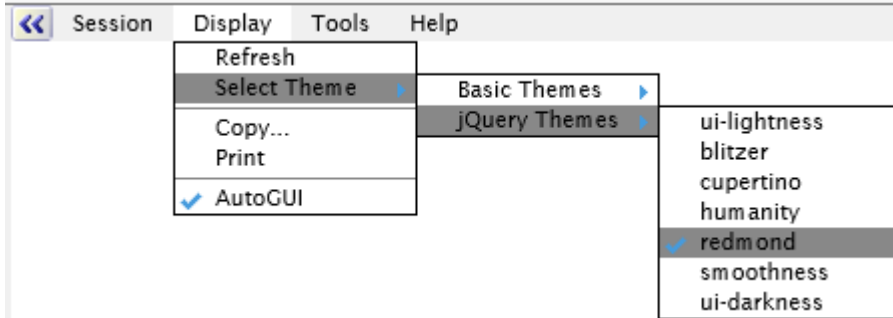 Session Display Tools Help
Refresh
Select Theme
Copy...
Print
AutoGUI
Basic Themes
jQuery Themes
ui-lightness
blitzer
cupertino
humanity
redmond
smoothness
ui-darkness